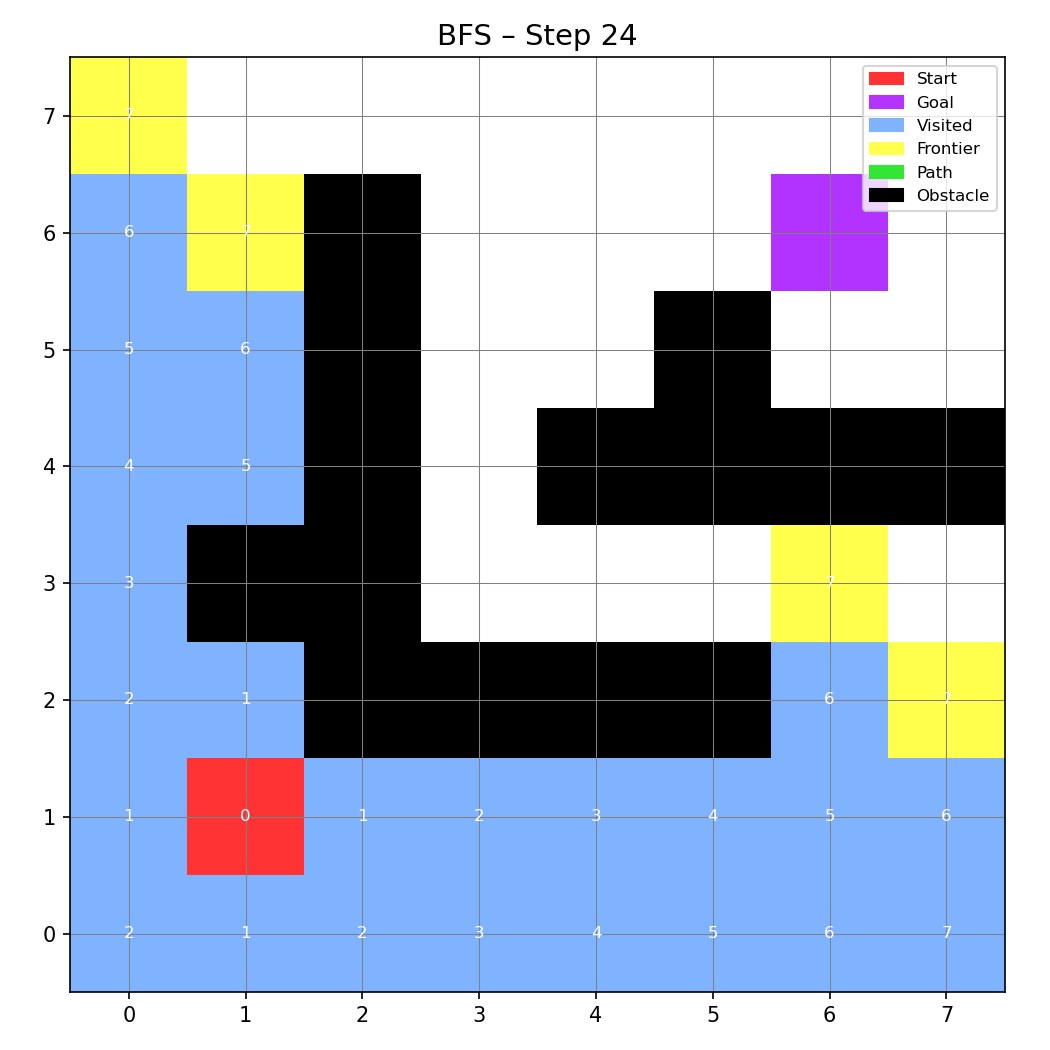 BFS – Step 24
Start
Goal
Visited
Frontier
Path
Obstacle
7 7
6 6 7
5 5 6
4 4 5
3 3 7
2 2 1 6 7
1 1 0 1 2 3 4 5 6
0 2 1 2 3 4 5 6 7
0 1 2 3 4 5 6 7